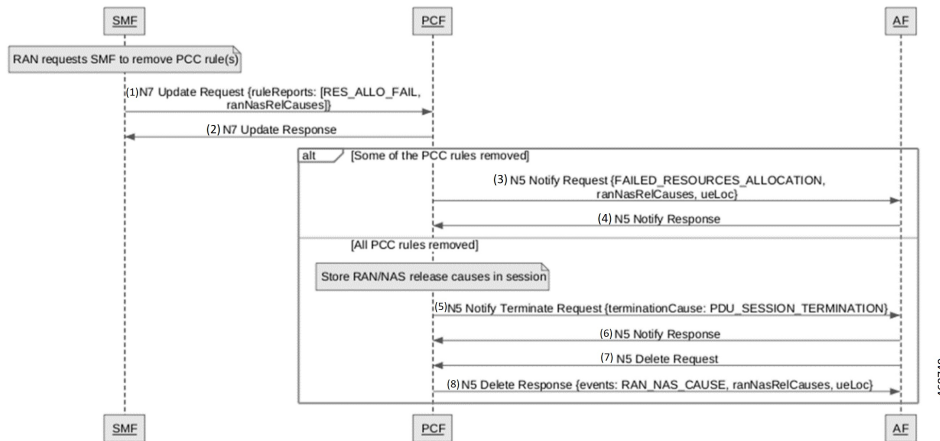 SMF
PCF
AF
RAN requests SMF to remove PCC rule(s)
(1)N7 Update Request {ruleReports: [RES_ALLO_FAIL,
ranNasRelCauses]}
(2) N7 Update Response
alt [Some of the PCC rules removed]
(3) N5 Notify Request {FAILED_RESOURCES_ALLOCATION,
ranNasRelCauses, ueLoc}
(4) N5 Notify Response
[All PCC rules removed]
Store RAN/NAS release causes in session
(5)N5 Notify Terminate Request {terminationCause: PDU_SESSION_TERMINATION}
(6) N5 Notify Response
(7) N5 Delete Request
(8)N5 Delete Response {events: RAN_NAS_CAUSE, ranNasRelCauses, ueLoc}
SMF
PCF
AF